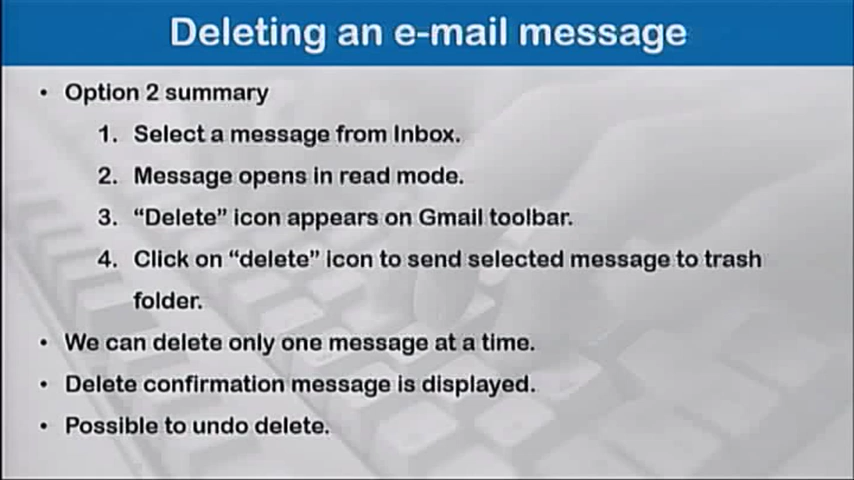 Deleting an e-mail message
• Option 2 summary
1. Select a message from Inbox.
2. Message opens in read mode.
3. “Delete” icon appears on Gmail toolbar.
4. Click on “delete” icon to send selected message to trash
folder.
• We can delete only one message at a time.
• Delete confirmation message is displayed.
• Possible to undo delete.